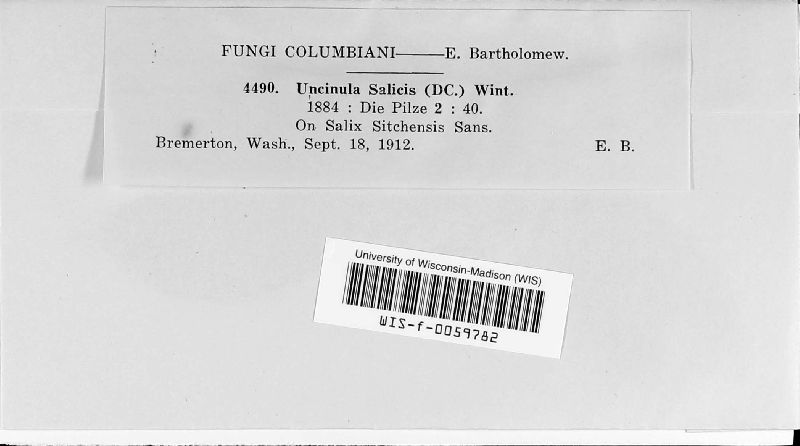 FUNGI COLUMBIANI——E. Bartholomew.
4490. Uncinula Salicis (DC.) Wint.
1884 : Die Pilze 2 : 40.
On Salix Sitchensis Sans.
Bremerton, Wash., Sept. 18, 1912. E. B.
University of Wisconsin-Madison (WIS)
WIS-f-0059782